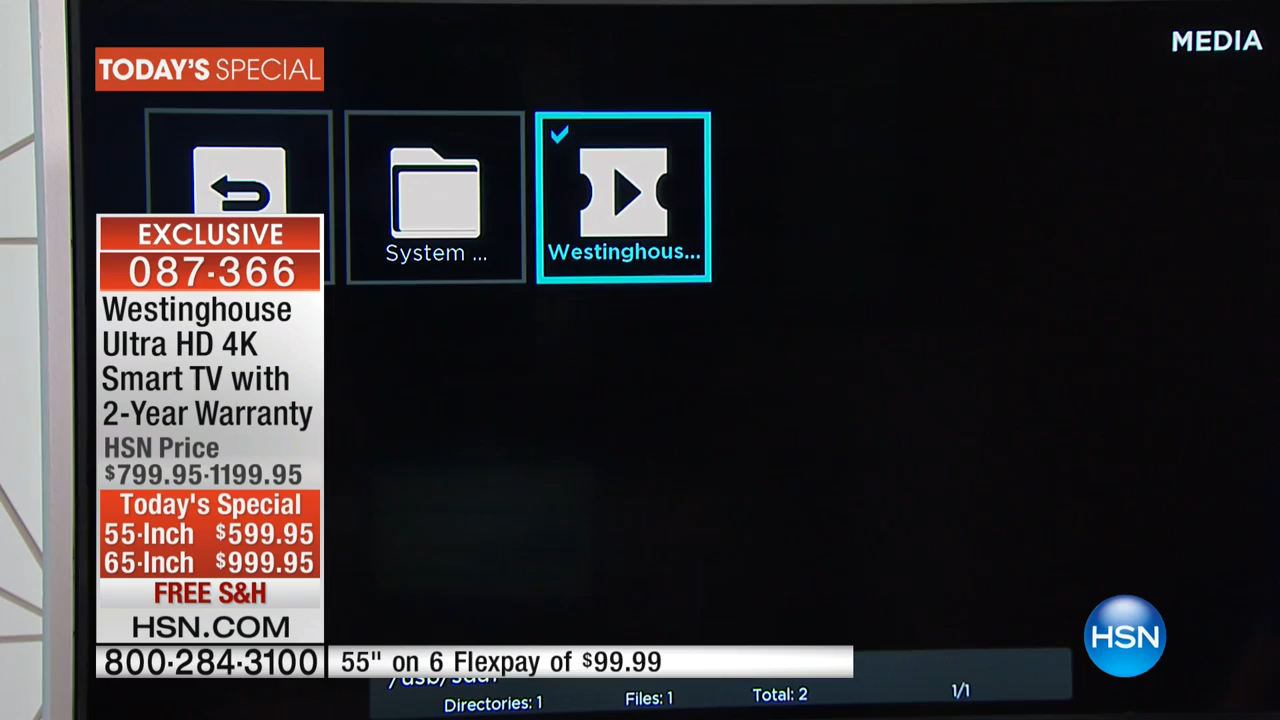 MEDIA
TODAY'S SPECIAL
System ...
Westinghous...
EXCLUSIVE
087·366
Westinghouse
Ultra HD 4K
Smart TV with
2-Year Warranty
HSN Price
$799.95-1199.95
Today's Special
55-Inch $599.95
65-Inch $999.95
FREE S&H
HSN.COM
800·284·3100
55" on 6 Flexpay of $99.99
HSN
Directories: 1
Files: 1
Total: 2
1/1